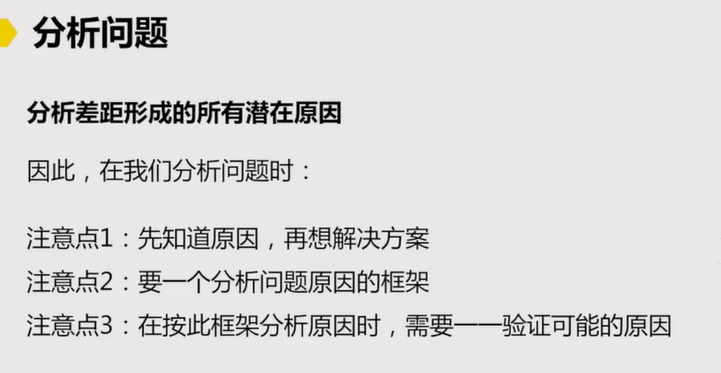 分析问题
分析差距形成的所有潜在原因
因此，在我们分析问题时：
注意点1：先知道原因，再想解决方案
注意点2：要一个分析问题原因的框架
注意点3：在按此框架分析原因时，需要一一验证可能的原因